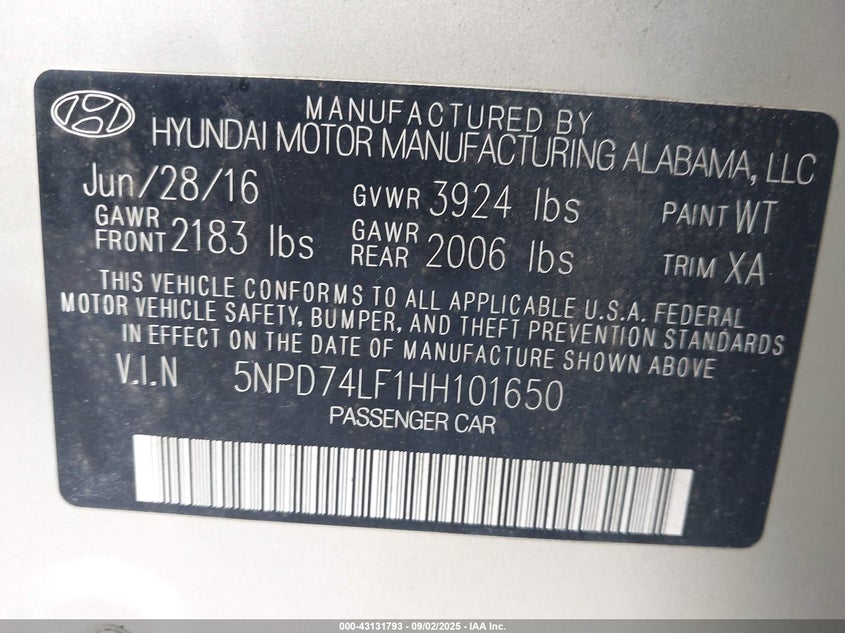 MANUFACTURED BY
HYUNDAI MOTOR MANUFACTURING ALABAMA, LLC
Jun/28/16 GVWR 3924 lbs PAINT WT
GAWR FRONT 2183 lbs GAWR REAR 2006 lbs TRIM XA
THIS VEHICLE CONFORMS TO ALL APPLICABLE U.S.A. FEDERAL
MOTOR VEHICLE SAFETY, BUMPER, AND THEFT PREVENTION STANDARDS
IN EFFECT ON THE DATE OF MANUFACTURE SHOWN ABOVE
V.I.N 5NPD74LF1HH101650
PASSENGER CAR
000-43131793 - 09/02/2025 - IAA Inc.